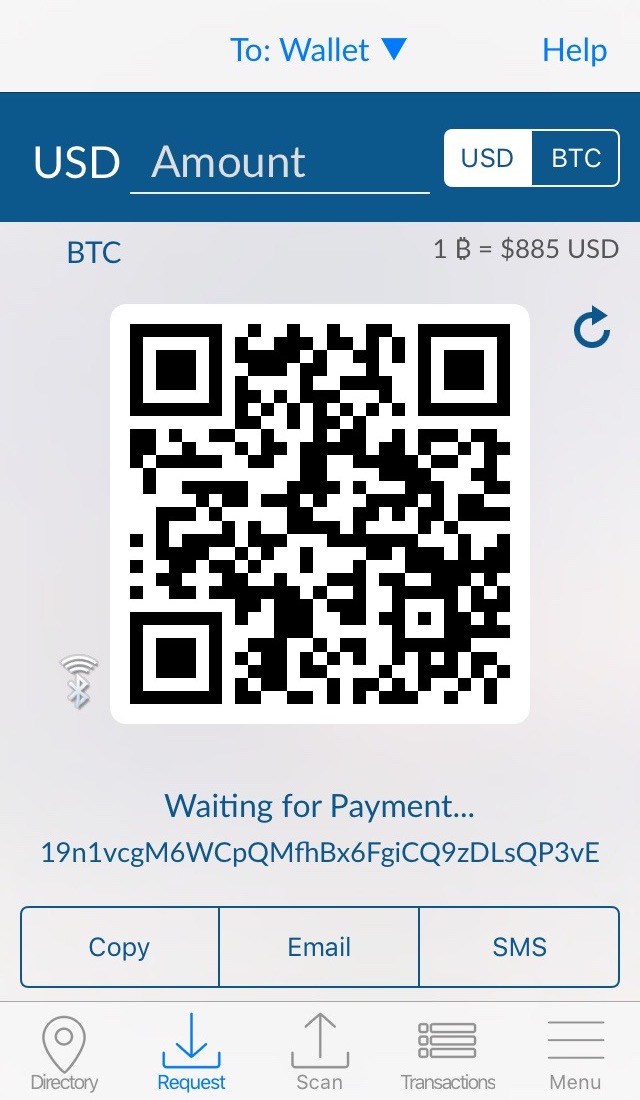 To: Wallet ▼ Help
USD Amount USD BTC
BTC 1 ₿ = $885 USD
Waiting for Payment...
19n1vcgM6WCpQMfhBx6FgiCQ9zDLsQP3vE
Copy Email SMS
Directory Request Scan Transactions Menu